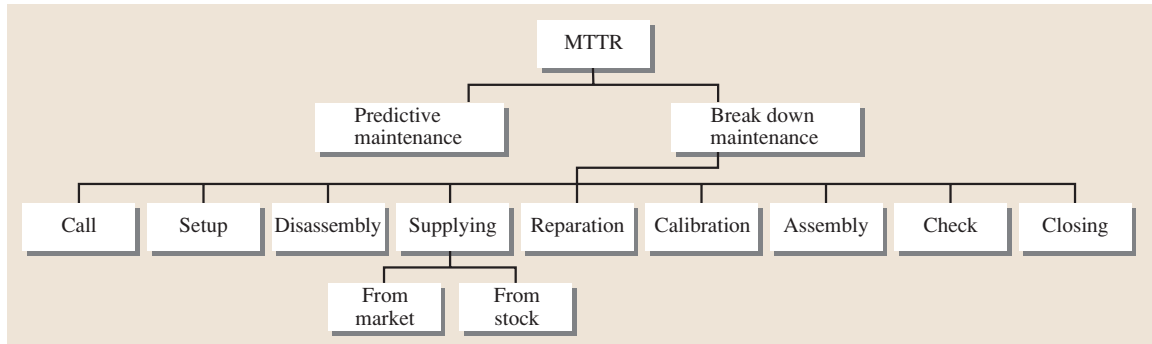 MTTR
Predictive
maintenance
Break down
maintenance
Call
Setup
Disassembly
Supplying
Reparation
Calibration
Assembly
Check
Closing
From
market
From
stock